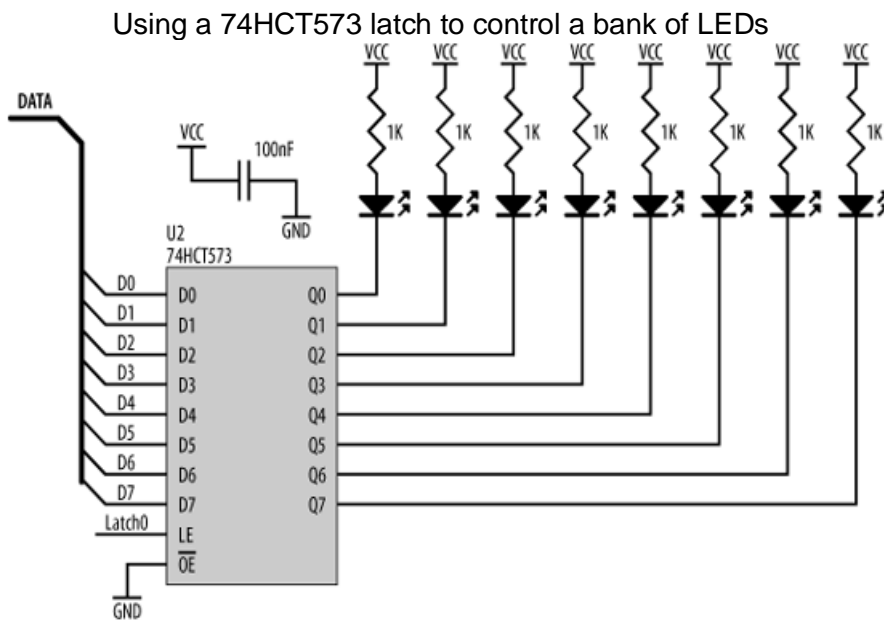 Using a 74HCT573 latch to control a bank of LEDs
VCC VCC VCC VCC VCC VCC VCC VCC
DATA
1K 1K 1K 1K 1K 1K 1K 1K
VCC
100nF
GND
U2
74HCT573
D0 D0 Q0
D1 D1 Q1
D2 D2 Q2
D3 D3 Q3
D4 D4 Q4
D5 D5 Q5
D6 D6 Q6
D7 D7 Q7
Latch0 LE
OE
GND